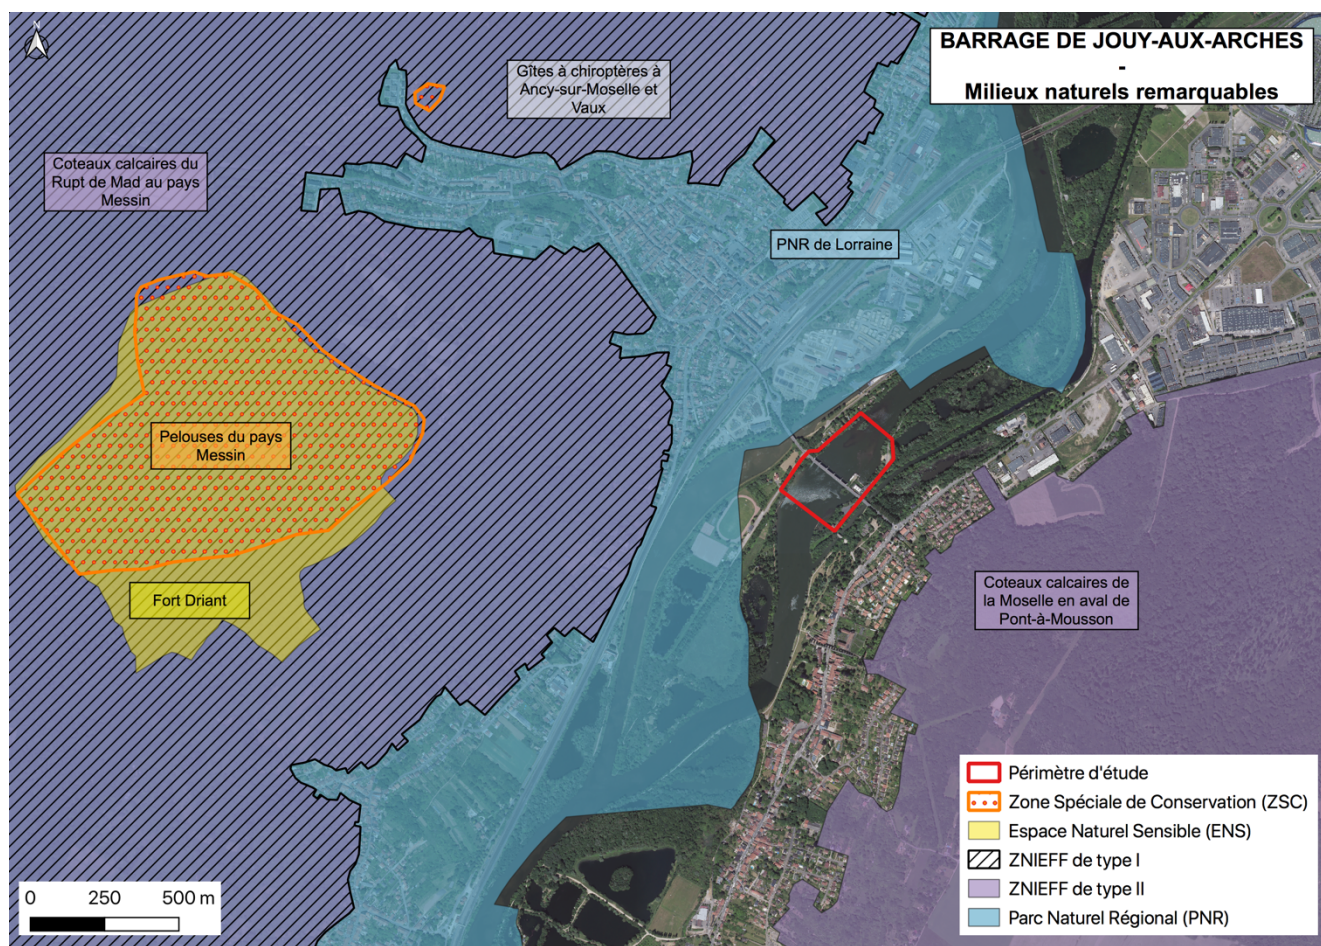 N
BARRAGE DE JOUY-AUX-ARCHES
-
Milieux naturels remarquables
Gîtes à chiroptères à
Ancy-sur-Moselle et
Vaux
Coteaux calcaires du
Rupt de Mad au pays
Messin
PNR de Lorraine
Pelouses du pays
Messin
Fort Driant
Coteaux calcaires de
la Moselle en aval de
Pont-à-Mousson
Périmètre d'étude
Zone Spéciale de Conservation (ZSC)
Espace Naturel Sensible (ENS)
ZNIEFF de type I
ZNIEFF de type II
Parc Naturel Régional (PNR)
0 250 500 m